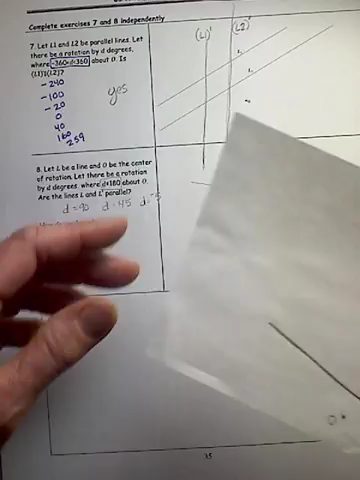 Complete exercises 7 and 8 independently
7. Let L1 and L2 be parallel lines. Let
there be a rotation by d degrees,
where -360<d<360 about O. Is
(L1)'||(L2)'?
-240
-100
-20
0
40
160
259
yes
(L1)'
(L2)'
8. Let L be a line and O be the center
of rotation. Let there be a rotation
by d degrees where d≠180 about O.
Are the lines L and L' parallel?
d = 90 d = 45
O
15